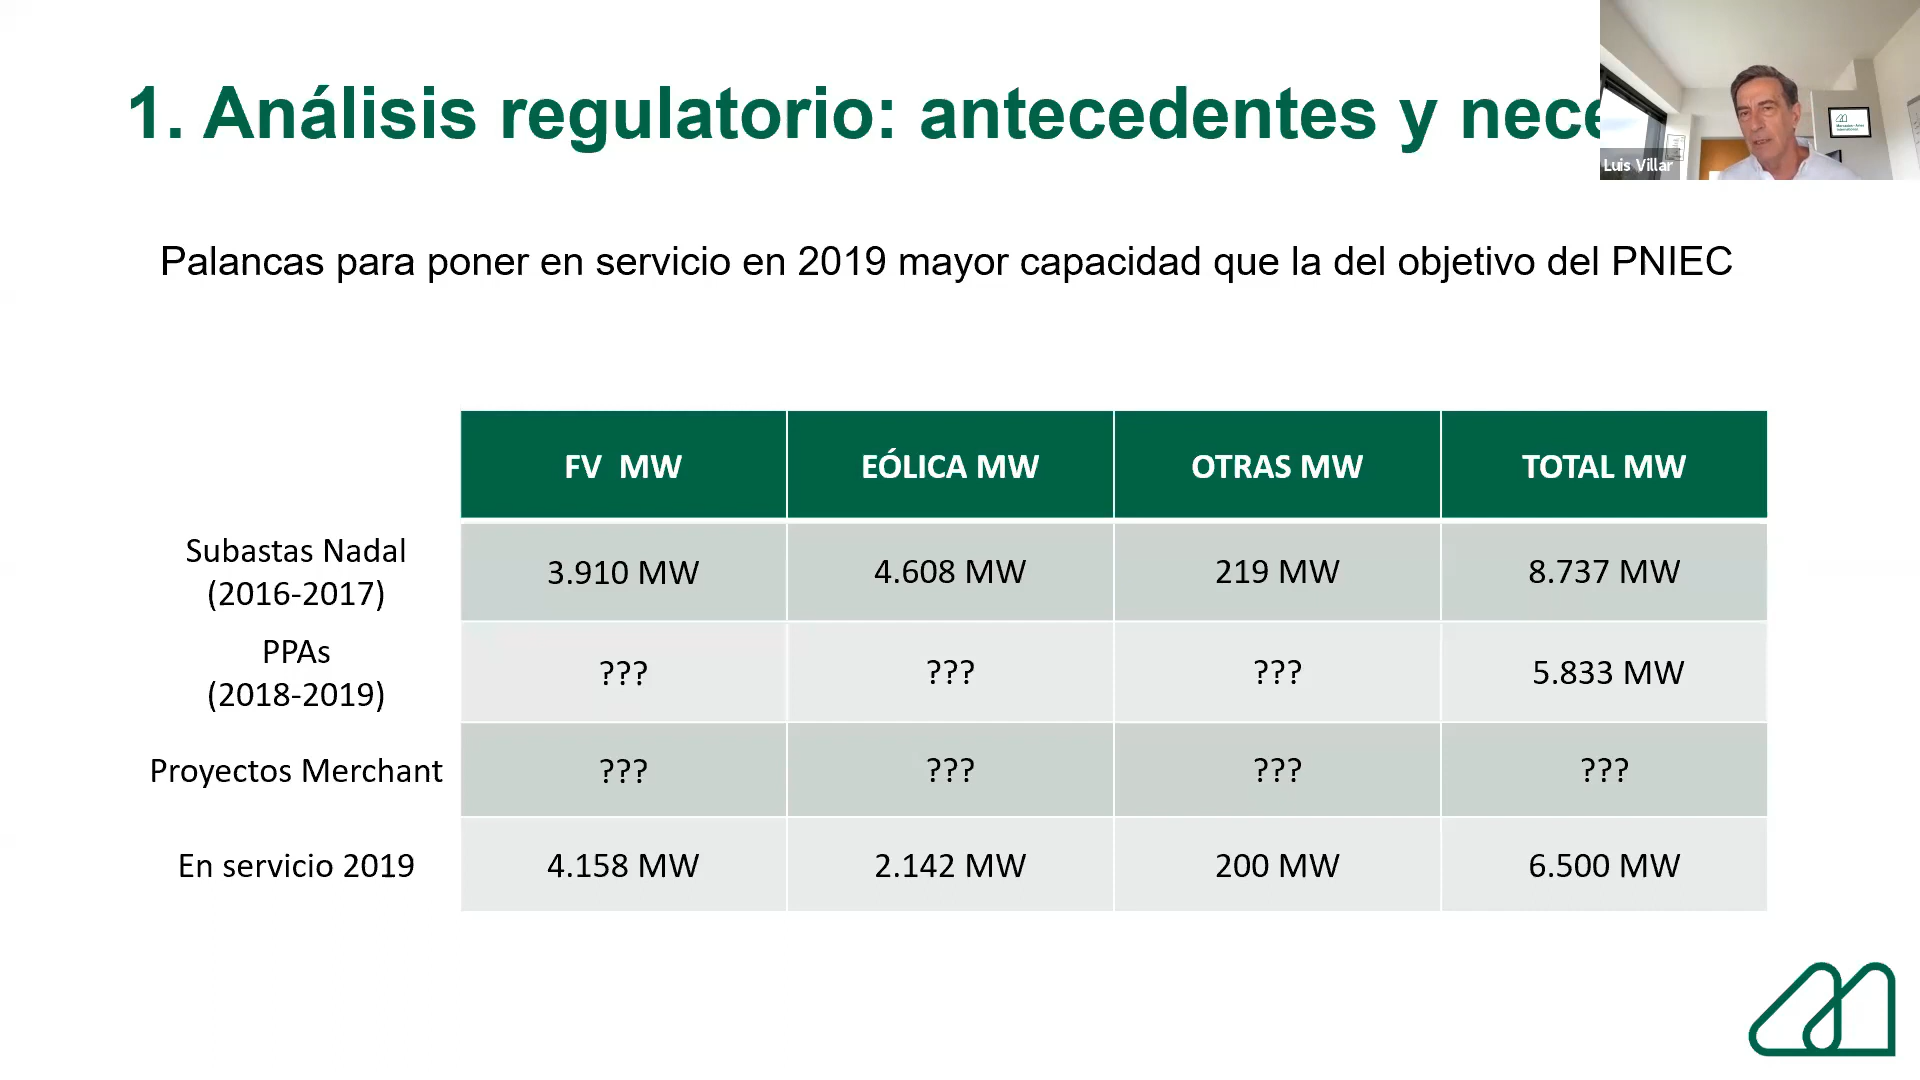 1. Análisis regulatorio: antecedentes y nece
Luis Villar
Palancas para poner en servicio en 2019 mayor capacidad que la del objetivo del PNIEC
FV MW EÓLICA MW OTRAS MW TOTAL MW
Subastas Nadal
(2016-2017)
3.910 MW 4.608 MW 219 MW 8.737 MW
PPAs
(2018-2019)
??? ??? ??? 5.833 MW
Proyectos Merchant ??? ??? ??? ???
En servicio 2019 4.158 MW 2.142 MW 200 MW 6.500 MW